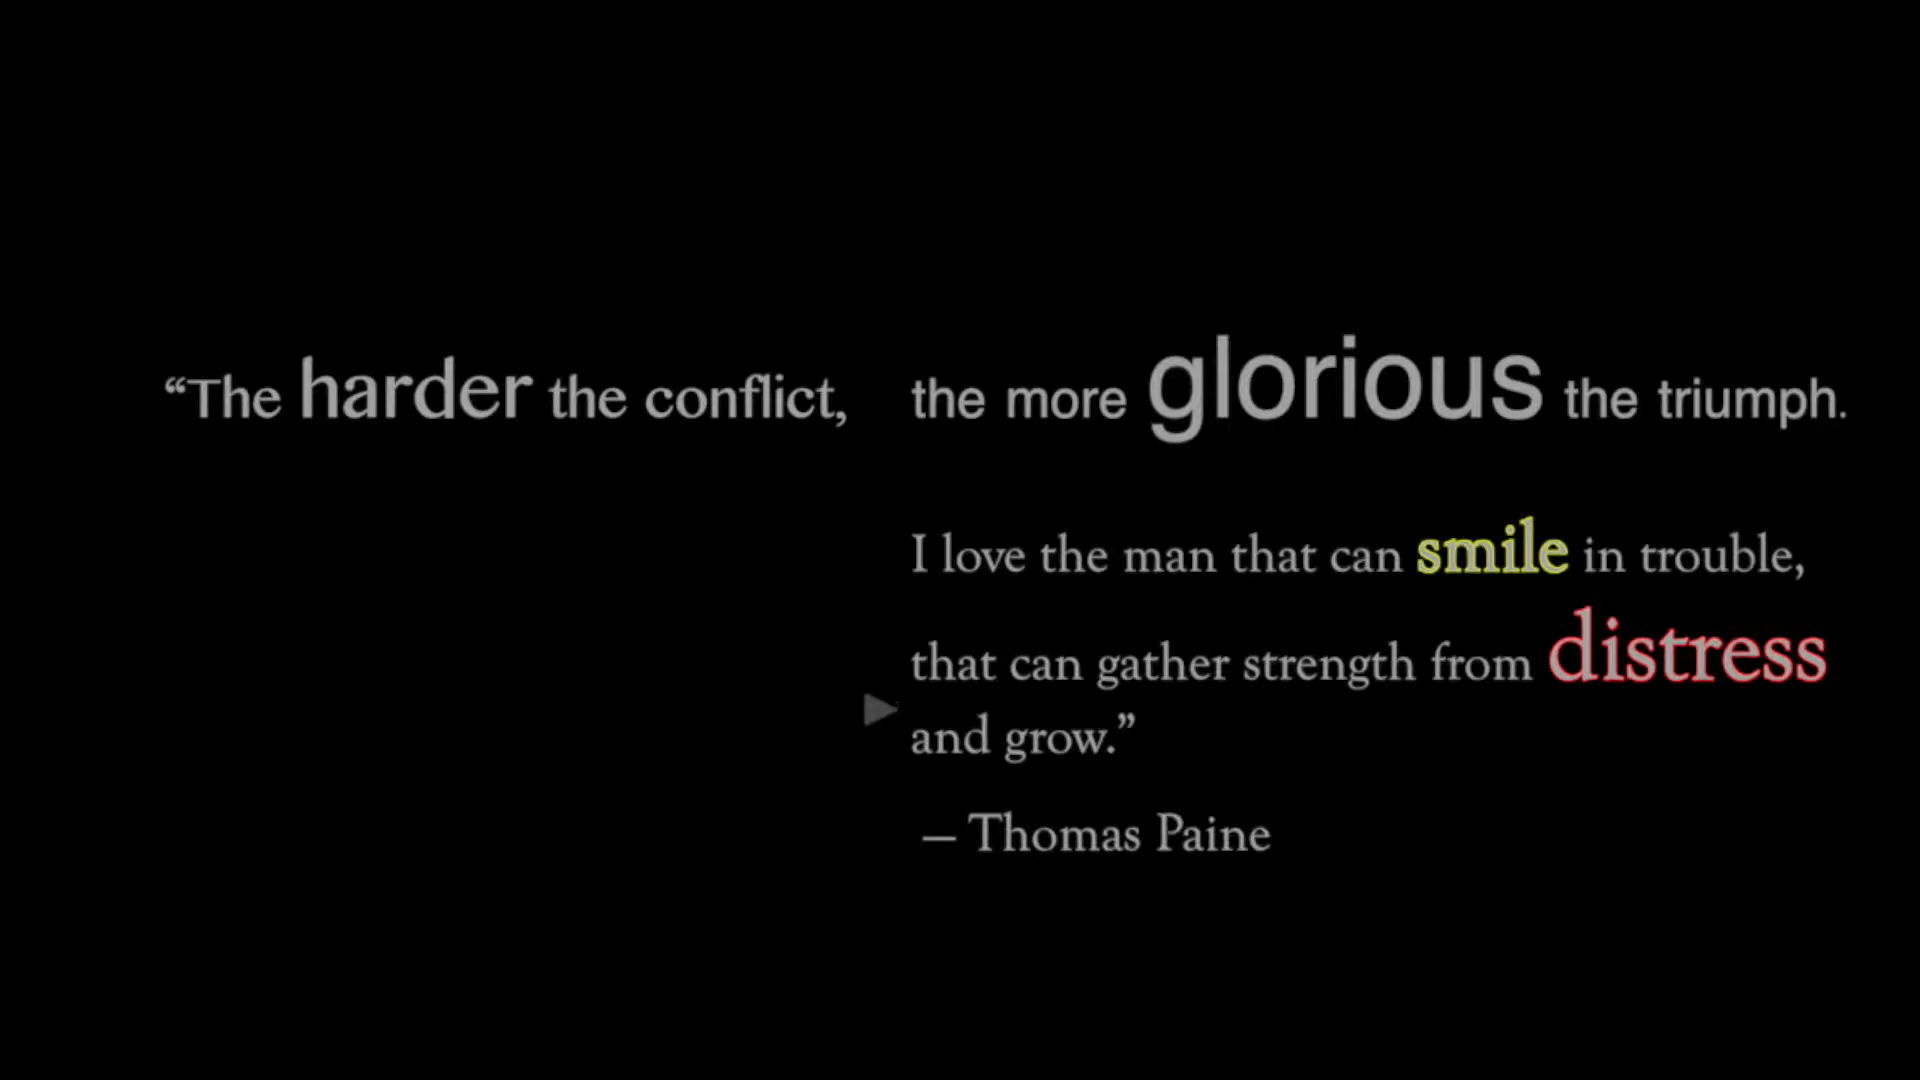 “The harder the conflict, the more glorious the triumph.
I love the man that can smile in trouble,
that can gather strength from distress
and grow.”
— Thomas Paine